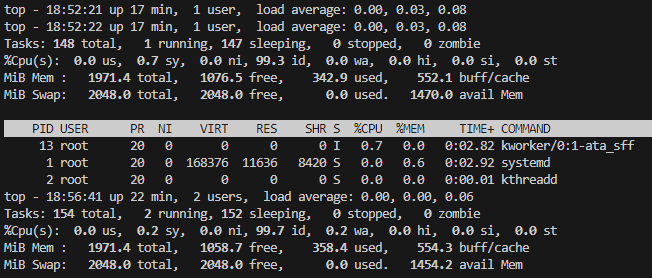 top - 18:52:21 up 17 min,  1 user,  load average: 0.00, 0.03, 0.08
top - 18:52:22 up 17 min,  1 user,  load average: 0.00, 0.03, 0.08
Tasks: 148 total,   1 running, 147 sleeping,   0 stopped,   0 zombie
%Cpu(s):  0.0 us,  0.7 sy,  0.0 ni, 99.3 id,  0.0 wa,  0.0 hi,  0.0 si,  0.0 st
MiB Mem :   1971.4 total,   1076.5 free,    342.9 used,    552.1 buff/cache
MiB Swap:   2048.0 total,   2048.0 free,      0.0 used.   1470.0 avail Mem
    PID USER      PR  NI    VIRT    RES    SHR S  %CPU  %MEM     TIME+ COMMAND
     13 root      20   0       0      0      0 I   0.7   0.0   0:02.82 kworker/0:1-ata_sff
      1 root      20   0  168376  11636   8420 S   0.0   0.6   0:02.92 systemd
      2 root      20   0       0      0      0 S   0.0   0.0   0:00.01 kthreadd
top - 18:56:41 up 22 min,  2 users,  load average: 0.00, 0.00, 0.06
Tasks: 154 total,   2 running, 152 sleeping,   0 stopped,   0 zombie
%Cpu(s):  0.0 us,  0.2 sy,  0.0 ni, 99.7 id,  0.2 wa,  0.0 hi,  0.0 si,  0.0 st
MiB Mem :   1971.4 total,   1058.7 free,    358.4 used,    554.3 buff/cache
MiB Swap:   2048.0 total,   2048.0 free,      0.0 used.   1454.2 avail Mem